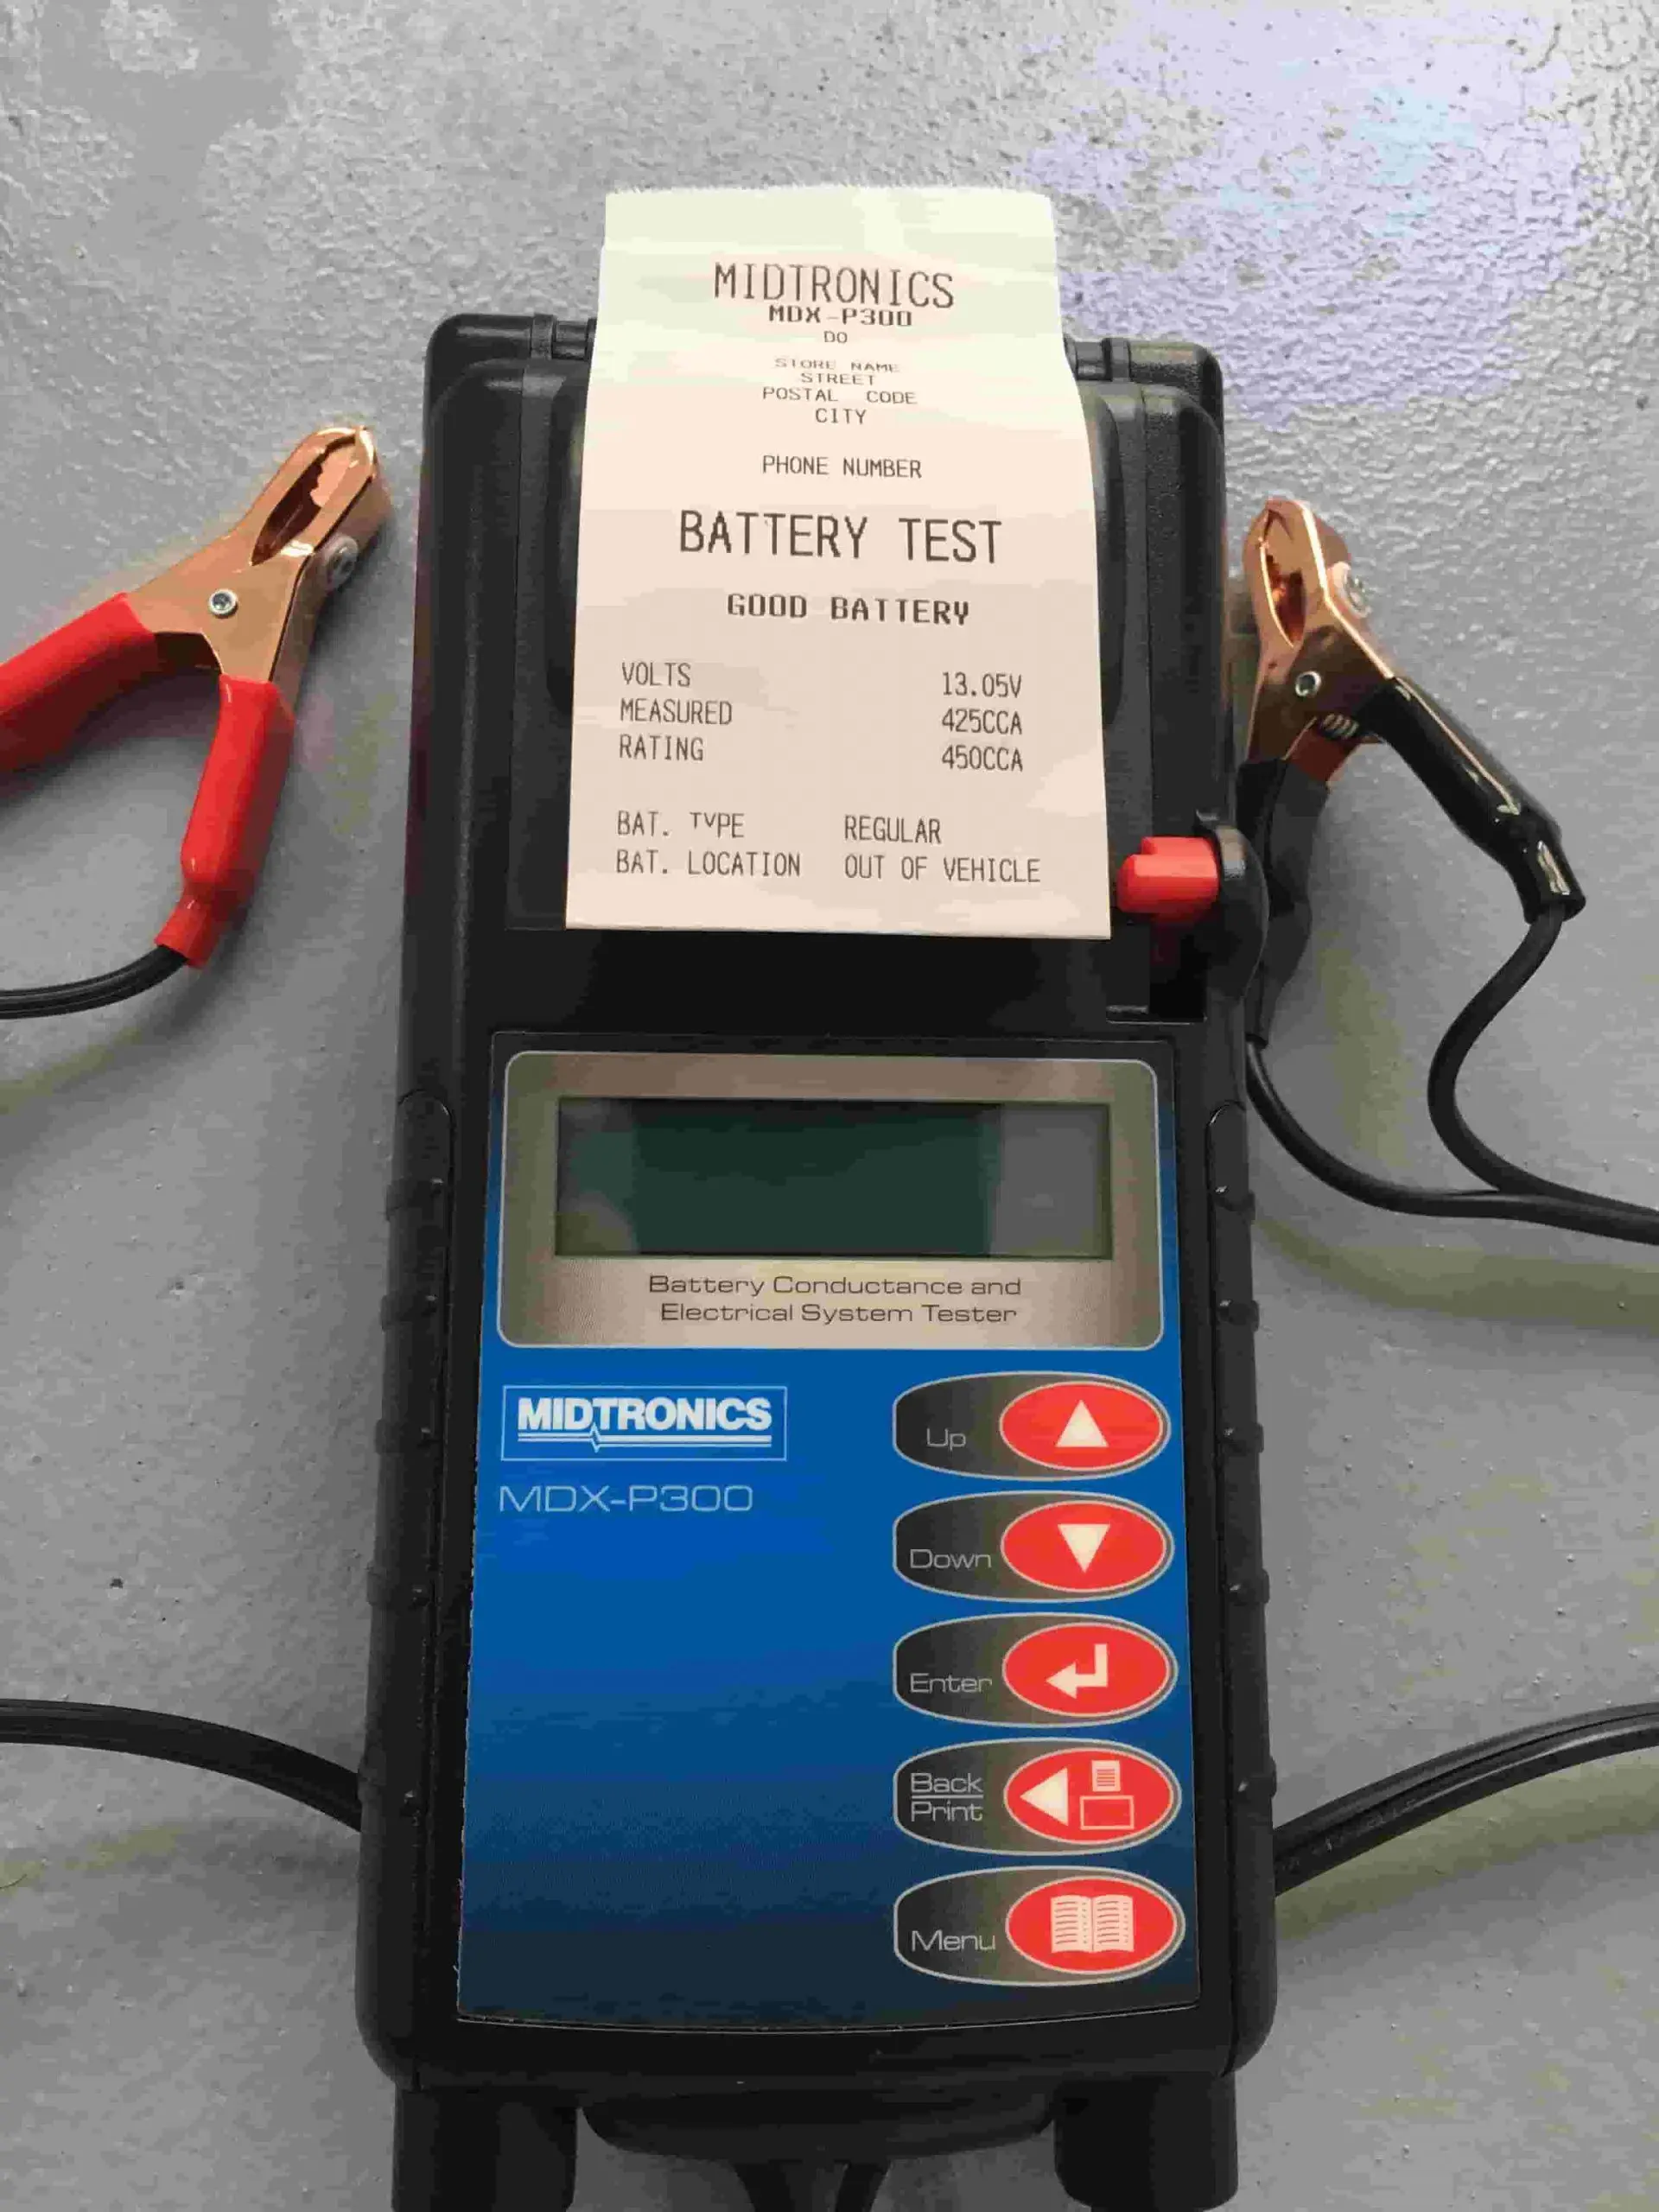 MIDTRONICS
MDX-P300
DO
STORE NAME
STREET
POSTAL CODE
CITY
PHONE NUMBER
BATTERY TEST
GOOD BATTERY
VOLTS 13.05V
MEASURED 425CCA
RATING 450CCA
BAT. TYPE REGULAR
BAT. LOCATION OUT OF VEHICLE
Battery Conductance and
Electrical System Tester
MIDTRONICS
MDX-P300
Up
Down
Enter
Back
Print
Menu